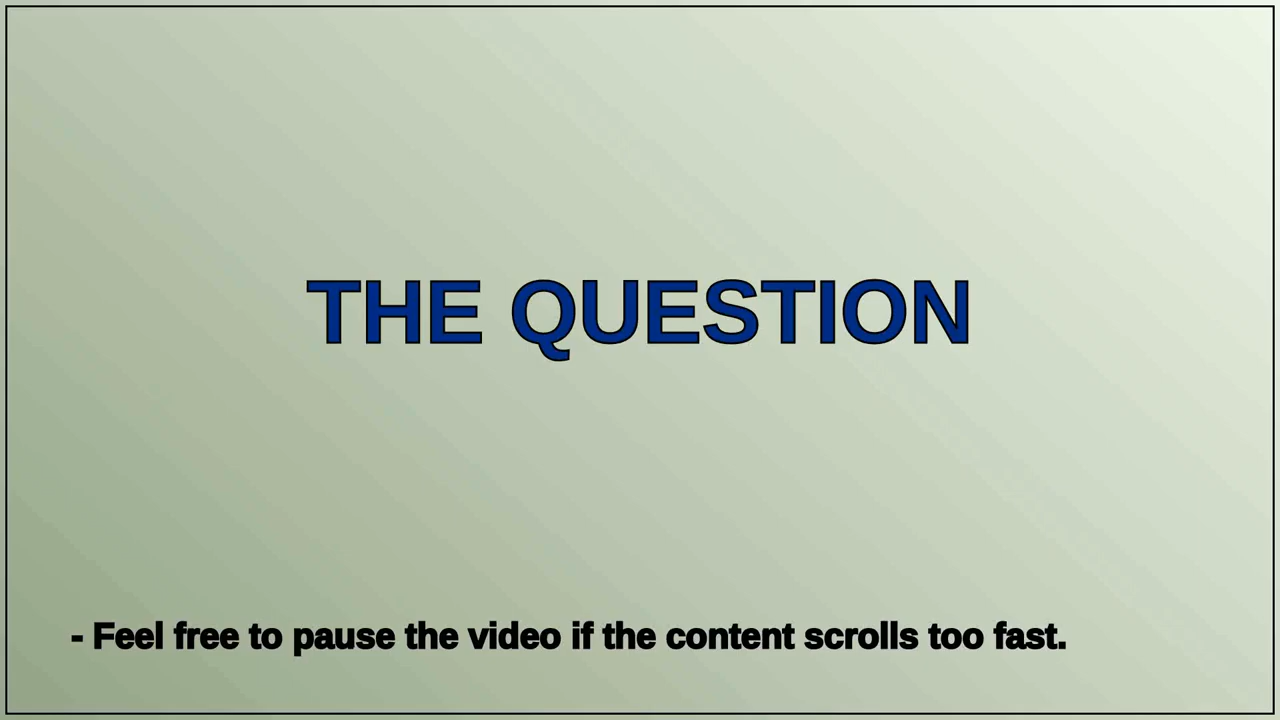 THE QUESTION
- Feel free to pause the video if the content scrolls too fast.